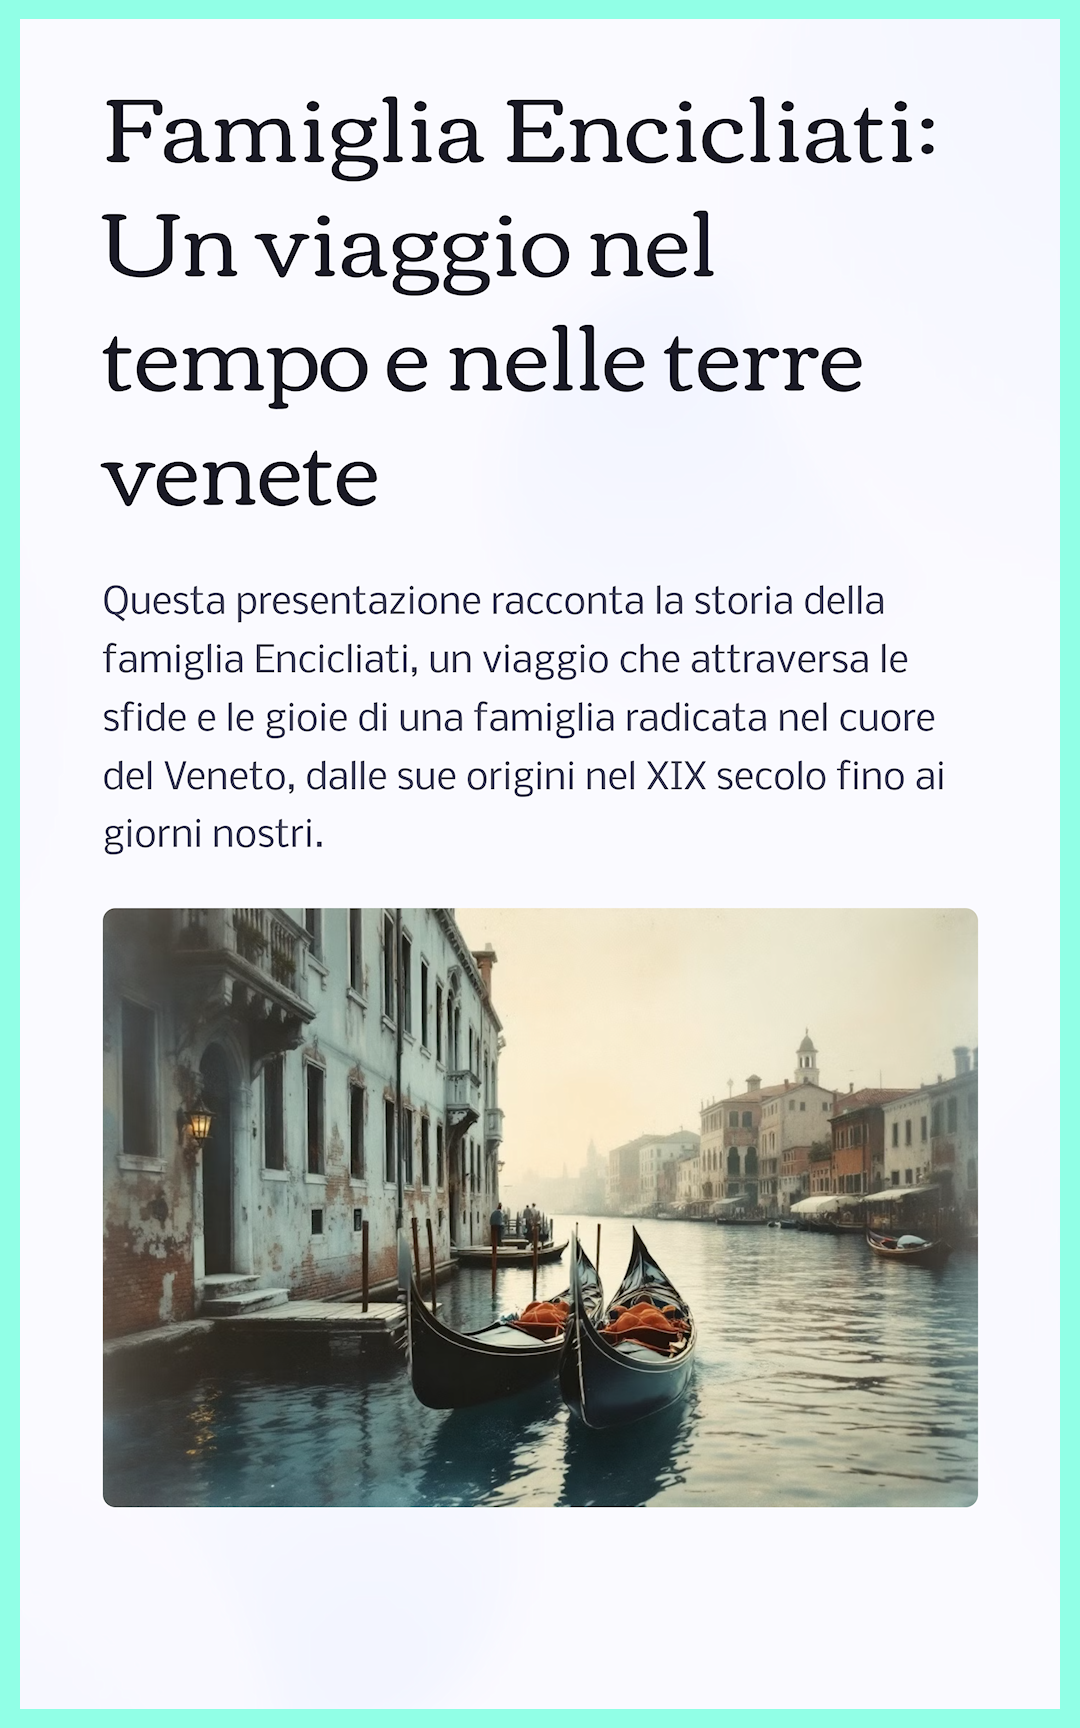 Famiglia Encicliati:
Un viaggio nel
tempo e nelle terre
venete
Questa presentazione racconta la storia della
famiglia Encicliati, un viaggio che attraversa le
sfide e le gioie di una famiglia radicata nel cuore
del Veneto, dalle sue origini nel XIX secolo fino ai
giorni nostri.